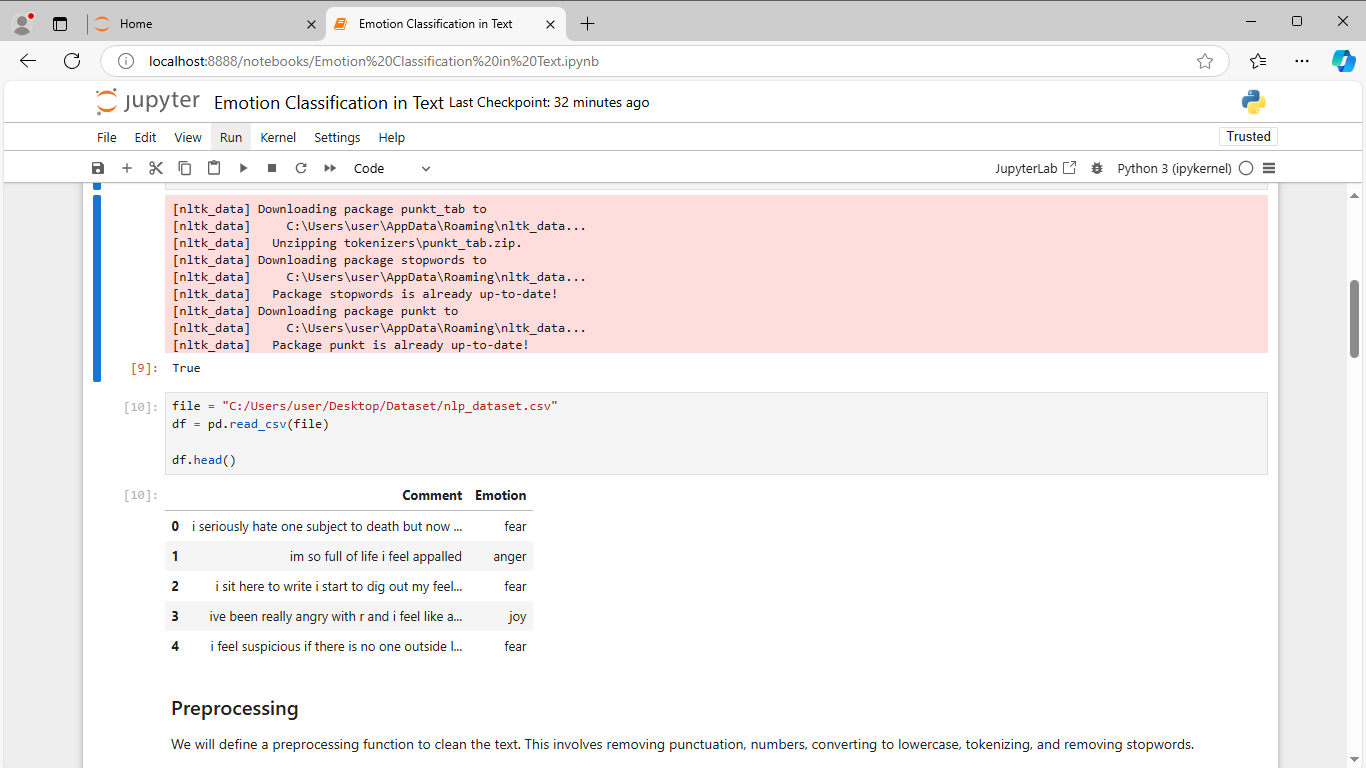 Home
Emotion Classification in Text
localhost:8888/notebooks/Emotion%20Classification%20in%20Text.ipynb
jupyter Emotion Classification in Text Last Checkpoint: 32 minutes ago
File Edit View Run Kernel Settings Help Trusted
Code JupyterLab Python 3 (ipykernel)
[nltk_data] Downloading package punkt_tab to
[nltk_data]     C:\Users\user\AppData\Roaming\nltk_data...
[nltk_data]   Unzipping tokenizers\punkt_tab.zip.
[nltk_data] Downloading package stopwords to
[nltk_data]     C:\Users\user\AppData\Roaming\nltk_data...
[nltk_data]   Package stopwords is already up-to-date!
[nltk_data] Downloading package punkt to
[nltk_data]     C:\Users\user\AppData\Roaming\nltk_data...
[nltk_data]   Package punkt is already up-to-date!
[9]: True
[10]: file = "C:/Users/user/Desktop/Dataset/nlp_dataset.csv"
df = pd.read_csv(file)
df.head()
[10]: Comment Emotion
0 i seriously hate one subject to death but now ... fear
1 im so full of life i feel appalled anger
2 i sit here to write i start to dig out my feel... fear
3 ive been really angry with r and i feel like a... joy
4 i feel suspicious if there is no one outside l... fear
Preprocessing
We will define a preprocessing function to clean the text. This involves removing punctuation, numbers, converting to lowercase, tokenizing, and removing stopwords.